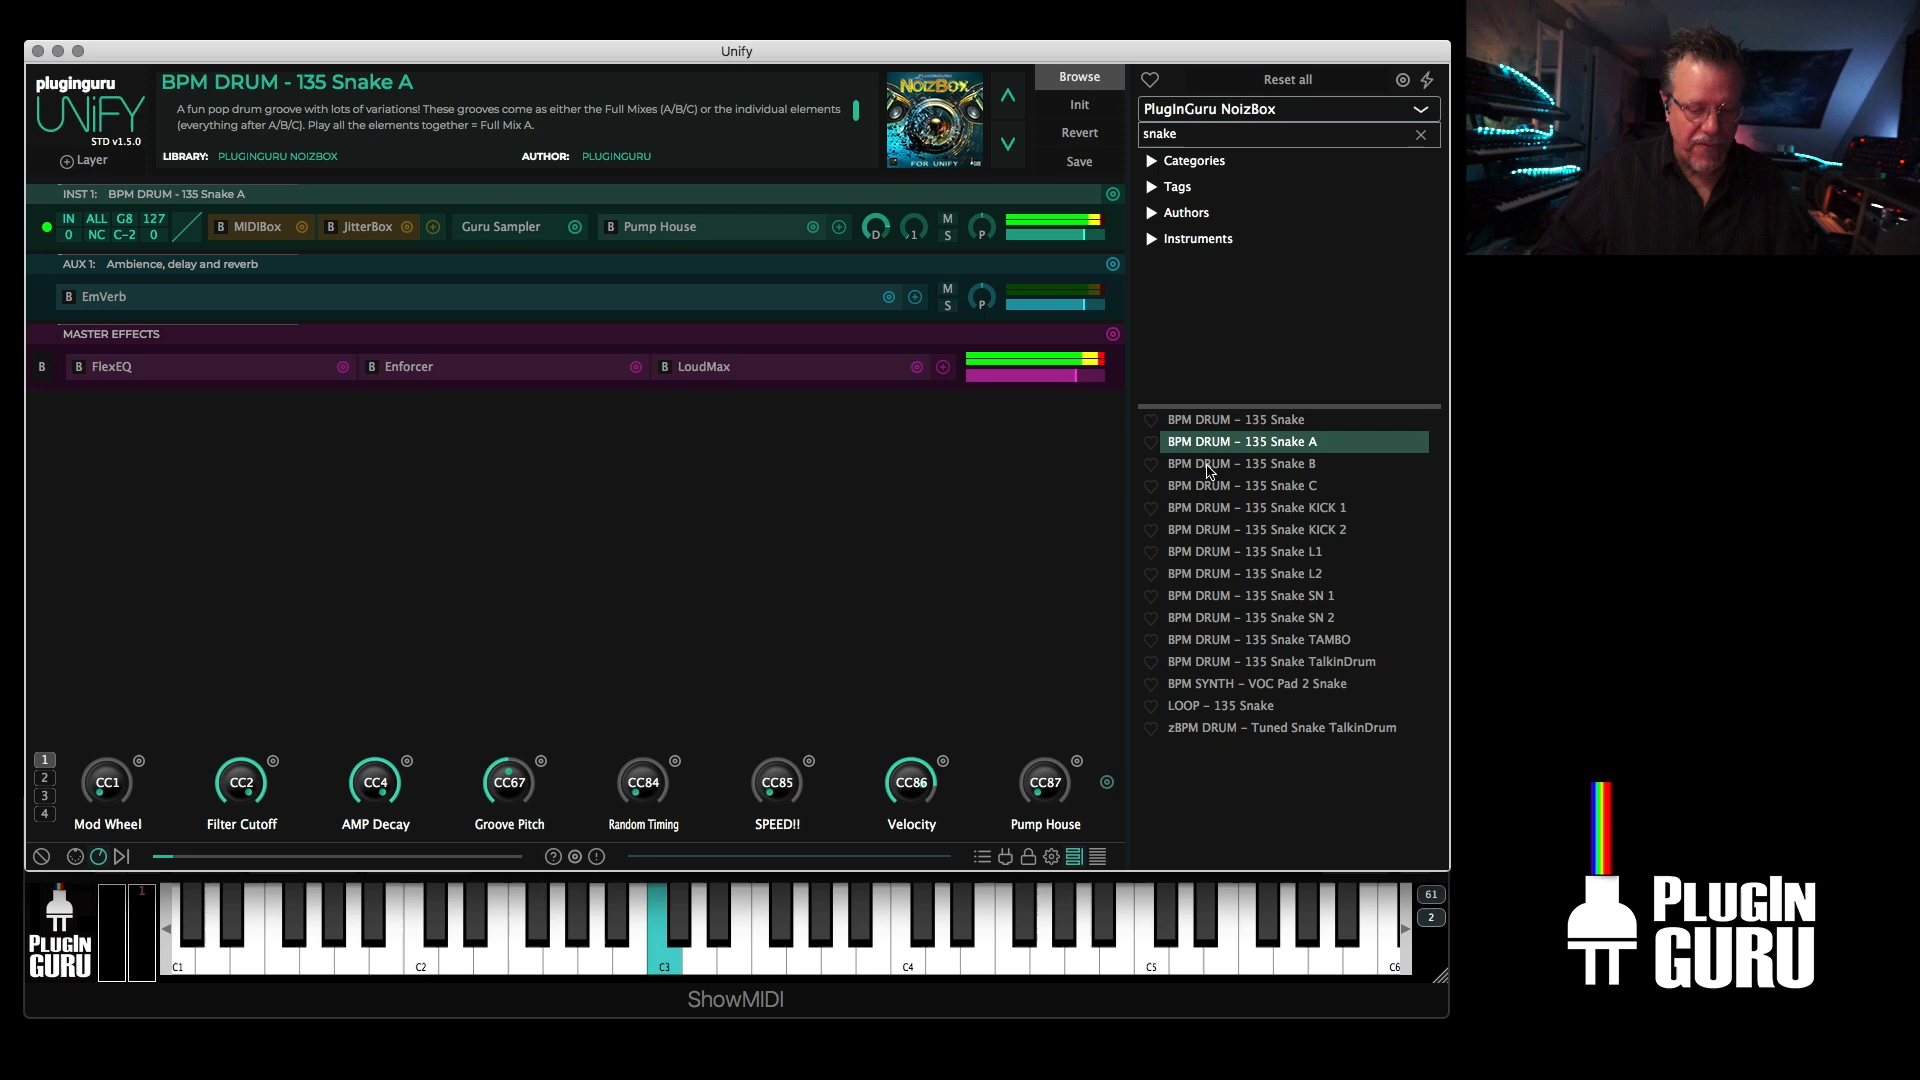 Unify
pluginguru
UNIFY
STD v1.5.0
Layer
BPM DRUM - 135 Snake A
A fun pop drum groove with lots of variations! These grooves come as either the Full Mixes (A/B/C) or the individual elements
(everything after A/B/C). Play all the elements together = Full Mix A.
LIBRARY: PLUGINGURU NOIZBOX AUTHOR: PLUGINGURU
NOIZBOX
FOR UNIFY
Browse
Init
Revert
Save
Reset all
PlugInGuru NoizBox
snake
Categories
Tags
Authors
Instruments
INST 1: BPM DRUM - 135 Snake A
IN ALL G8 127
0 NC C-2 0
B MIDIBox B JitterBox Guru Sampler B Pump House D 1 M S P
AUX 1: Ambience, delay and reverb
B EmVerb M S P
MASTER EFFECTS
B B FlexEQ B Enforcer B LoudMax
BPM DRUM - 135 Snake
BPM DRUM - 135 Snake A
BPM DRUM - 135 Snake B
BPM DRUM - 135 Snake C
BPM DRUM - 135 Snake KICK 1
BPM DRUM - 135 Snake KICK 2
BPM DRUM - 135 Snake L1
BPM DRUM - 135 Snake L2
BPM DRUM - 135 Snake SN 1
BPM DRUM - 135 Snake SN 2
BPM DRUM - 135 Snake TAMBO
BPM DRUM - 135 Snake TalkinDrum
BPM SYNTH - VOC Pad 2 Snake
LOOP - 135 Snake
zBPM DRUM - Tuned Snake TalkinDrum
1
2
3
4
CC1 CC2 CC4 CC67 CC84 CC85 CC86 CC87
Mod Wheel Filter Cutoff AMP Decay Groove Pitch Random Timing SPEED!! Velocity Pump House
PLUGIN
GURU
1
C1 C2 C3 C4 C5 C6
61
2
ShowMIDI
PLUGIN
GURU